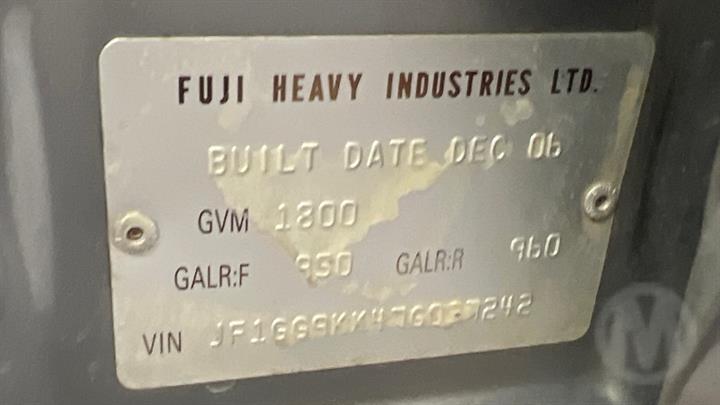 FUJI HEAVY INDUSTRIES LTD.
BUILT DATE DEC 06
GVM 1800
GALR:F 950 GALR:R 960
VIN